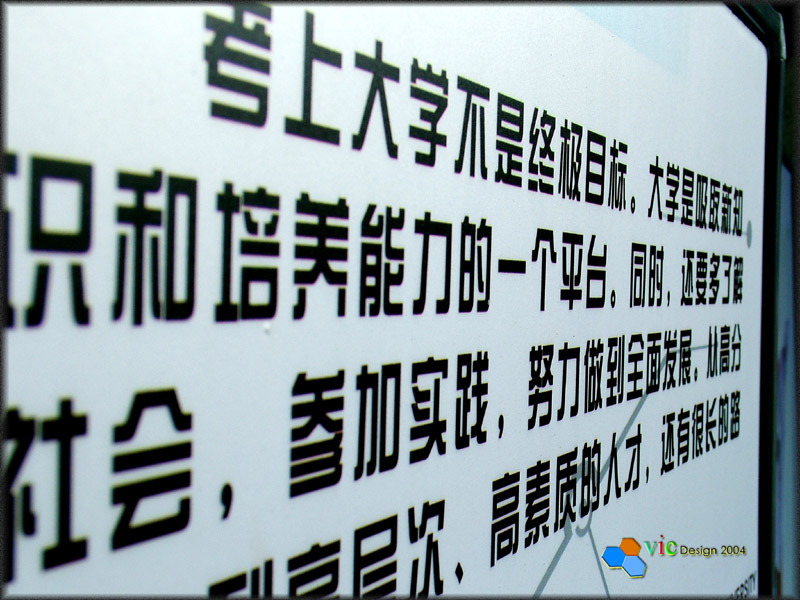 考上大学不是终极目标。大学是吸取新知
识和培养能力的一个平台。同时，还要多了解
社会，参加实践，努力做到全面发展。从高分
到高层次、高素质的人才，还有很长的路
vic Design 2004
VERSITY